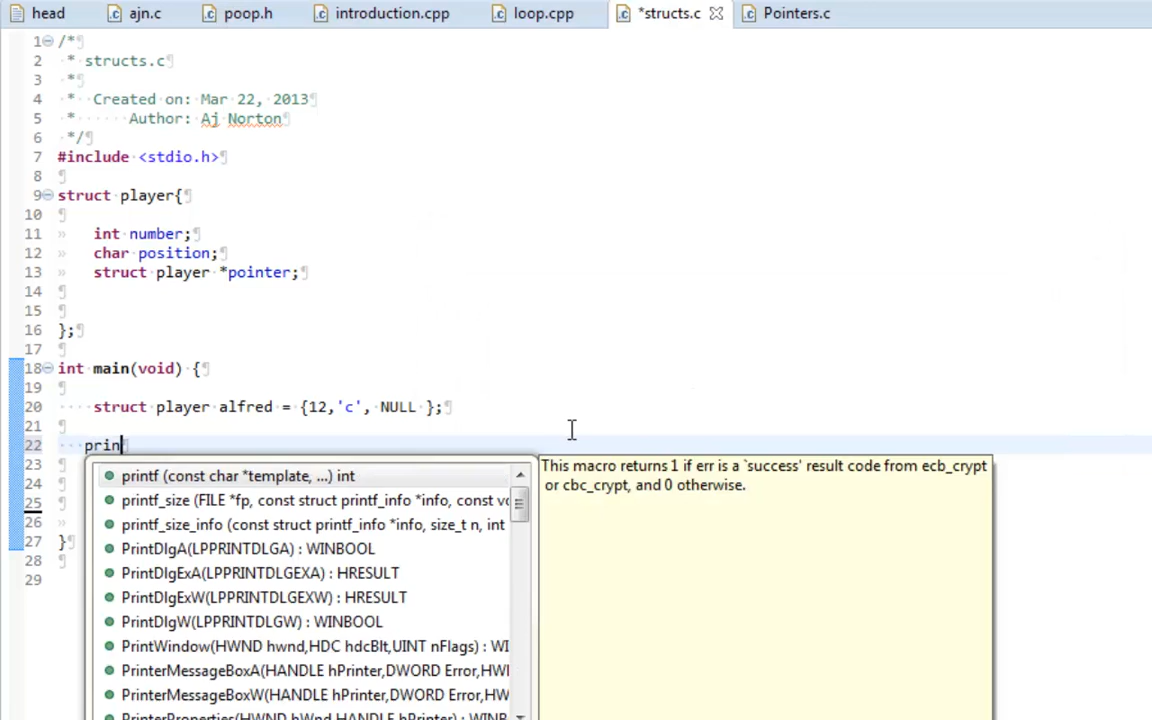 head ajn.c poop.h introduction.cpp loop.cpp *structs.c Pointers.c
1 /*
2 * structs.c
3 *
4 * Created on: Mar 22, 2013
5 * Author: Aj Norton
6 */
7 #include <stdio.h>
8
9 struct player{
10
11 int number;
12 char position;
13 struct player *pointer;
14
15
16 };
17
18 int main(void) {
19
20 struct player alfred = {12,'c', NULL };
21
22 prin
23
24
25
26
27 }
28
29
printf (const char *template, ...) int
printf_size (FILE *fp, const struct printf_info *info, const vo
printf_size_info (const struct printf_info *info, size_t n, int
PrintDlgA(LPPRINTDLGA) : WINBOOL
PrintDlgExA(LPPRINTDLGEXA) : HRESULT
PrintDlgExW(LPPRINTDLGEXW) : HRESULT
PrintDlgW(LPPRINTDLGW) : WINBOOL
PrintWindow(HWND hwnd,HDC hdcBlt,UINT nFlags) : WI
PrinterMessageBoxA(HANDLE hPrinter,DWORD Error,HWI
PrinterMessageBoxW(HANDLE hPrinter,DWORD Error,HW
PrinterProperties(HWND hWnd,HANDLE hPrinter) : WINB
This macro returns 1 if err is a `success' result code from ecb_crypt
or cbc_crypt, and 0 otherwise.